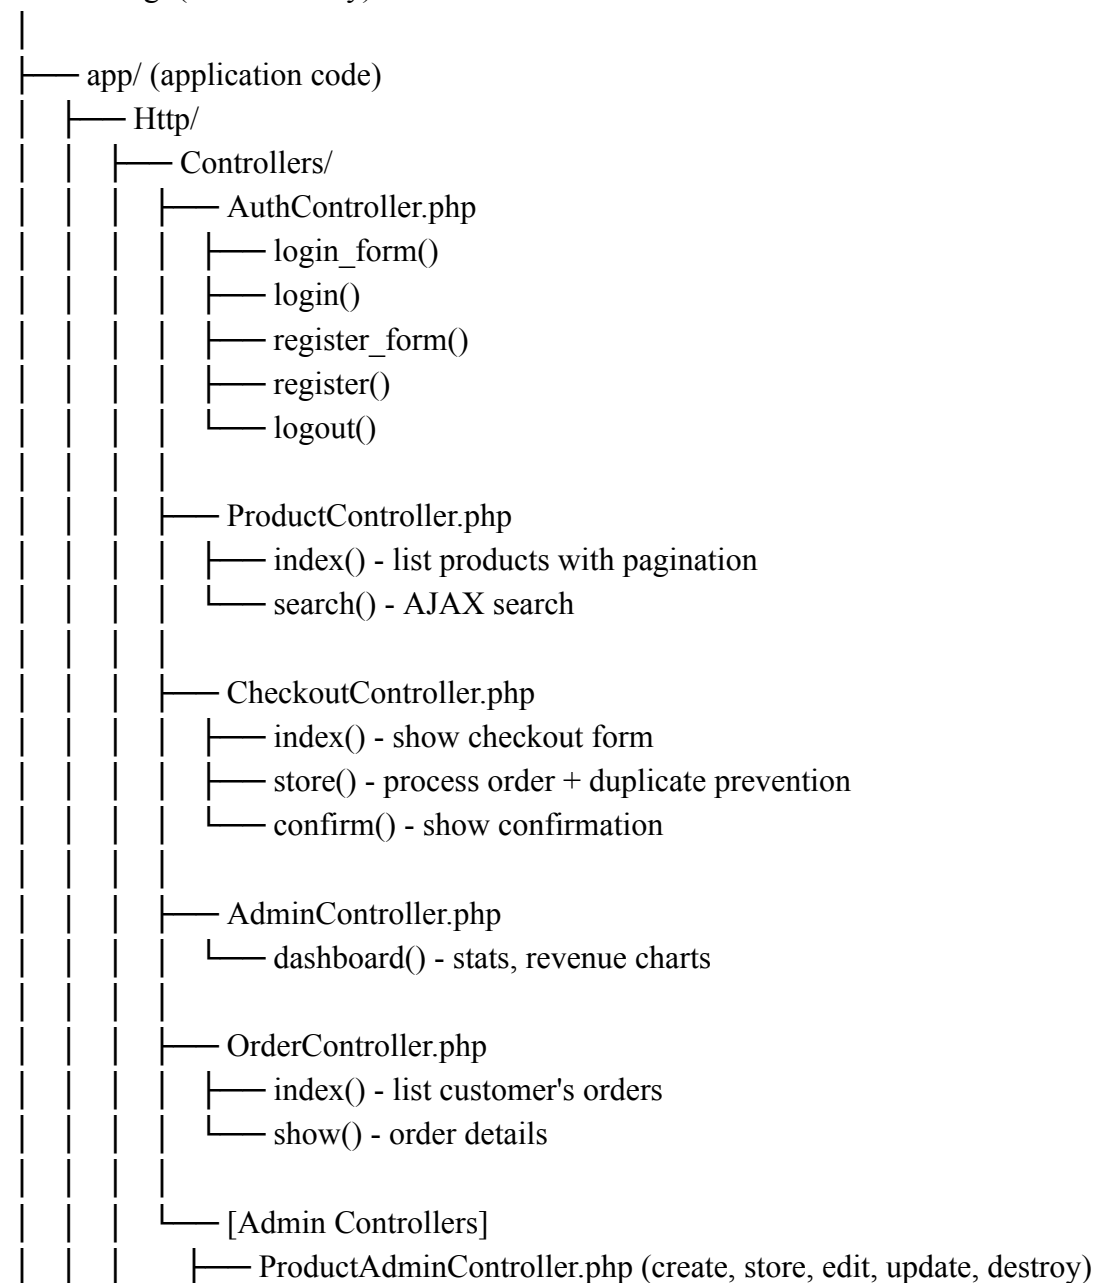 app/ (application code)
Http/
Controllers/
AuthController.php
login_form()
login()
register_form()
register()
logout()
ProductController.php
index() - list products with pagination
search() - AJAX search
CheckoutController.php
index() - show checkout form
store() - process order + duplicate prevention
confirm() - show confirmation
AdminController.php
dashboard() - stats, revenue charts
OrderController.php
index() - list customer's orders
show() - order details
[Admin Controllers]
ProductAdminController.php (create, store, edit, update, destroy)